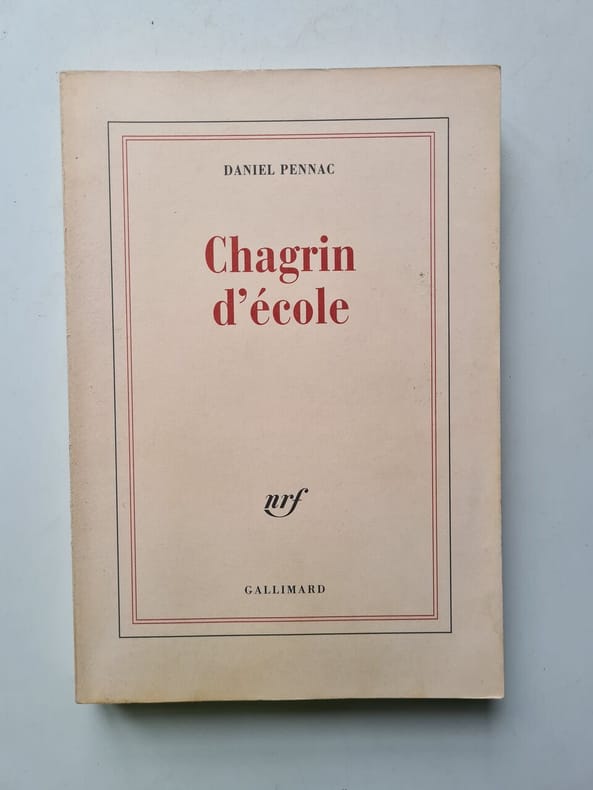 DANIEL PENNAC
Chagrin
d'école
nrf
GALLIMARD